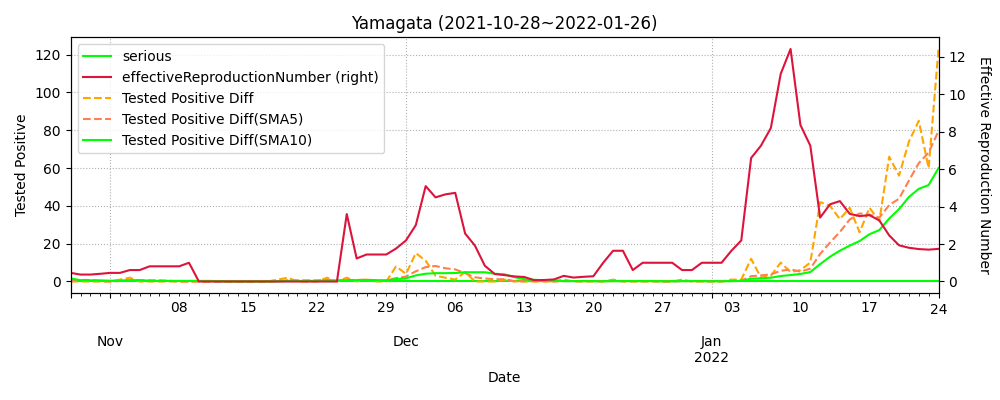 Yamagata (2021-10-28~2022-01-26)
serious
effectiveReproductionNumber (right)
Tested Positive Diff
Tested Positive Diff(SMA5)
Tested Positive Diff(SMA10)
Tested Positive
120
100
80
60
40
20
0
12
10
8
6
4
2
0
Effective Reproduction Number
08 15 22 29 06 13 20 27 03 10 17 24
Nov Dec Jan
2022
Date